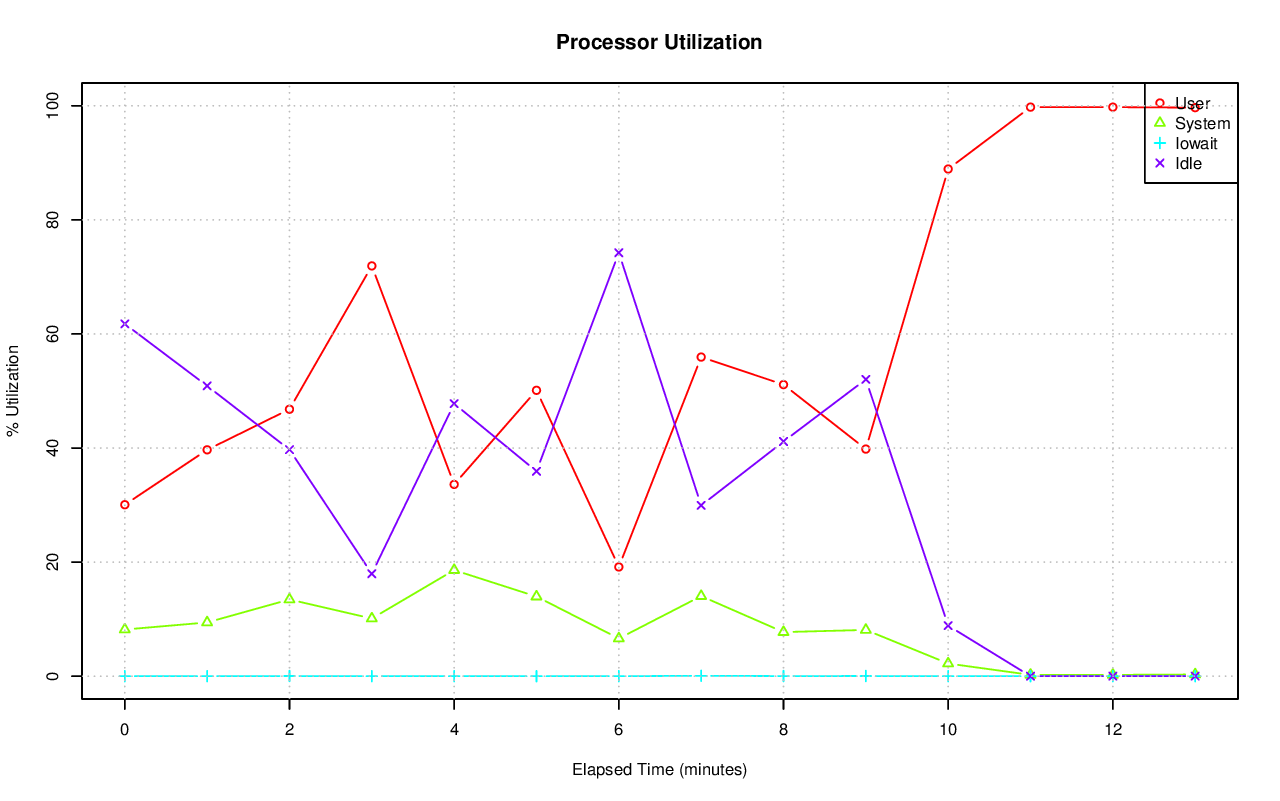 Processor Utilization
% Utilization
100
80
60
40
20
0
User
System
Iowait
Idle
0 2 4 6 8 10 12
Elapsed Time (minutes)